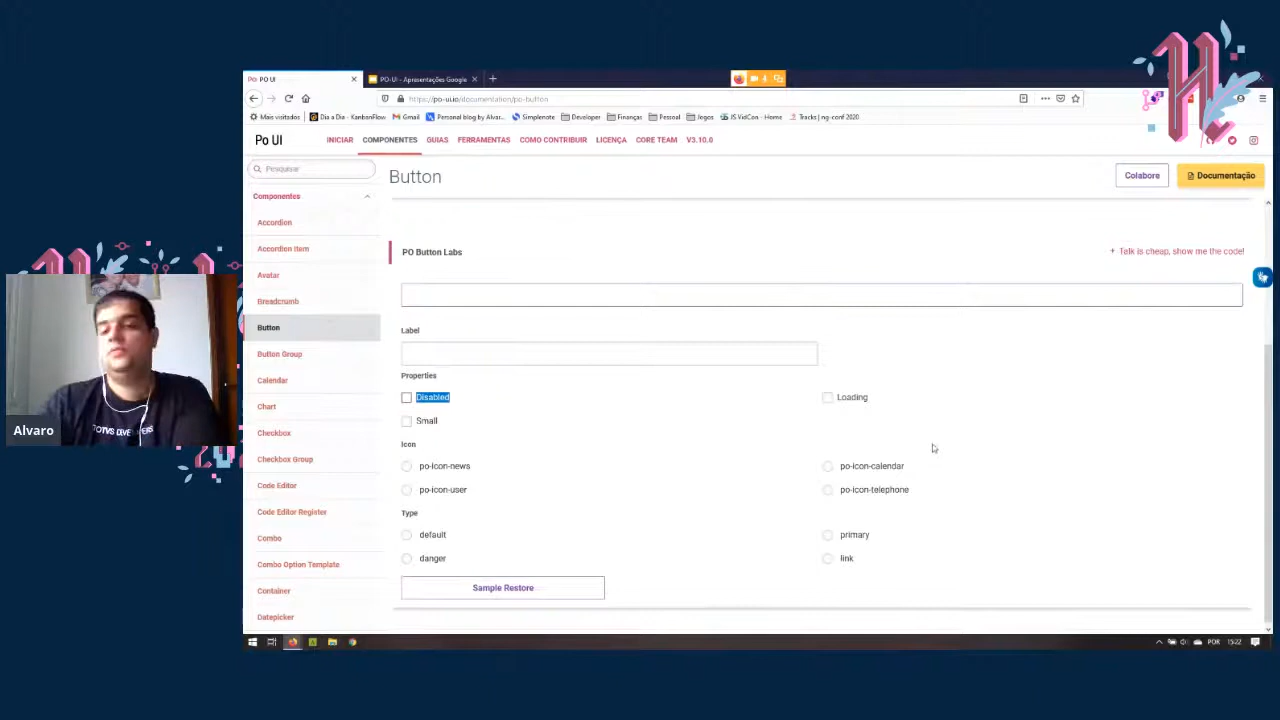 PO UI
PO-UI - Apresentações Google
https://po-ui.io/documentation/po-button
Mais visitados
Dia a Dia - KanbanFlow
Gmail
Personal blog by Alvar...
Simplenote
Developer
Finanças
Pessoal
Jogos
JS VidCon - Home
Tracks | ng-conf 2020
Po UI
INICIAR
COMPONENTES
GUIAS
FERRAMENTAS
COMO CONTRIBUIR
LICENÇA
CORE TEAM
V3.10.0
Pesquisar
Button
Colabore
Documentação
Componentes
Accordion
Accordion Item
Avatar
Breadcrumb
Button
Button Group
Calendar
Chart
Checkbox
Checkbox Group
Code Editor
Code Editor Register
Combo
Combo Option Template
Container
Datepicker
PO Button Labs
+ Talk is cheap, show me the code!
Label
Properties
Disabled
Loading
Small
Icon
po-icon-news
po-icon-calendar
po-icon-user
po-icon-telephone
Type
default
primary
danger
link
Sample Restore
Alvaro
POR
15:22